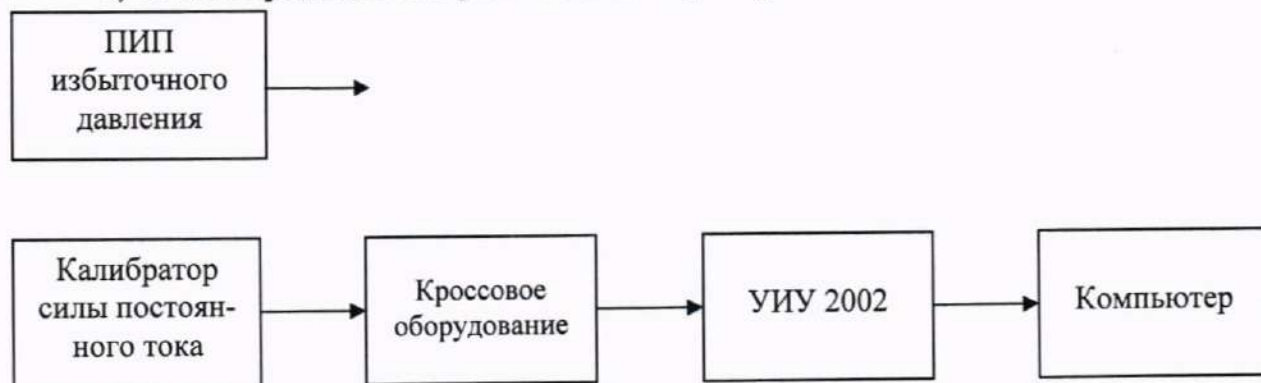 ПИП
избыточного
давления
Калибратор
силы постоян-
ного тока
Кроссовое
оборудование
УИУ 2002
Компьютер